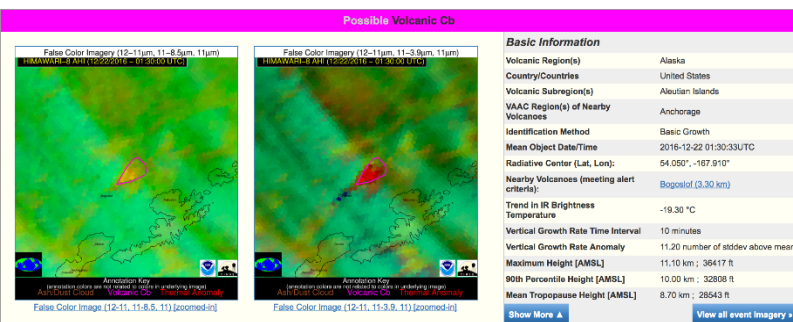 Possible Volcanic Cb
False Color Imagery (12–11μm, 11–8.5μm, 11μm)
HIMAWARI–8 AHI (12/22/2016 – 01:30:00 UTC)
Annotation Key
(annotation colors are not related to colors in underlying imagery)
Ash/Dust Cloud Volcanic Cb Thermal Anomaly
False Color Image (12-11, 11-8.5, 11) [zoomed-in]
False Color Imagery (12–11μm, 11–3.9μm, 11μm)
HIMAWARI–8 AHI (12/22/2016 – 01:30:00 UTC)
Annotation Key
(annotation colors are not related to colors in underlying imagery)
Ash/Dust Cloud Volcanic Cb Thermal Anomaly
False Color Image (12-11, 11-3.9, 11) [zoomed-in]
Basic Information
Volcanic Region(s) Alaska
Country/Countries United States
Volcanic Subregion(s) Aleutian Islands
VAAC Region(s) of Nearby
Volcanoes Anchorage
Identification Method Basic Growth
Mean Object Date/Time 2016-12-22 01:30:33UTC
Radiative Center (Lat, Lon): 54.050°, -167.910°
Nearby Volcanoes (meeting alert
criteria): Bogoslof (3.30 km)
Trend in IR Brightness
Temperature -19.30 °C
Vertical Growth Rate Time Interval 10 minutes
Vertical Growth Rate Anomaly 11.20 number of stddev above mean
Maximum Height [AMSL] 11.10 km ; 36417 ft
90th Percentile Height [AMSL] 10.00 km ; 32808 ft
Mean Tropopause Height [AMSL] 8.70 km ; 28543 ft
Show More ▲ View all event imagery »